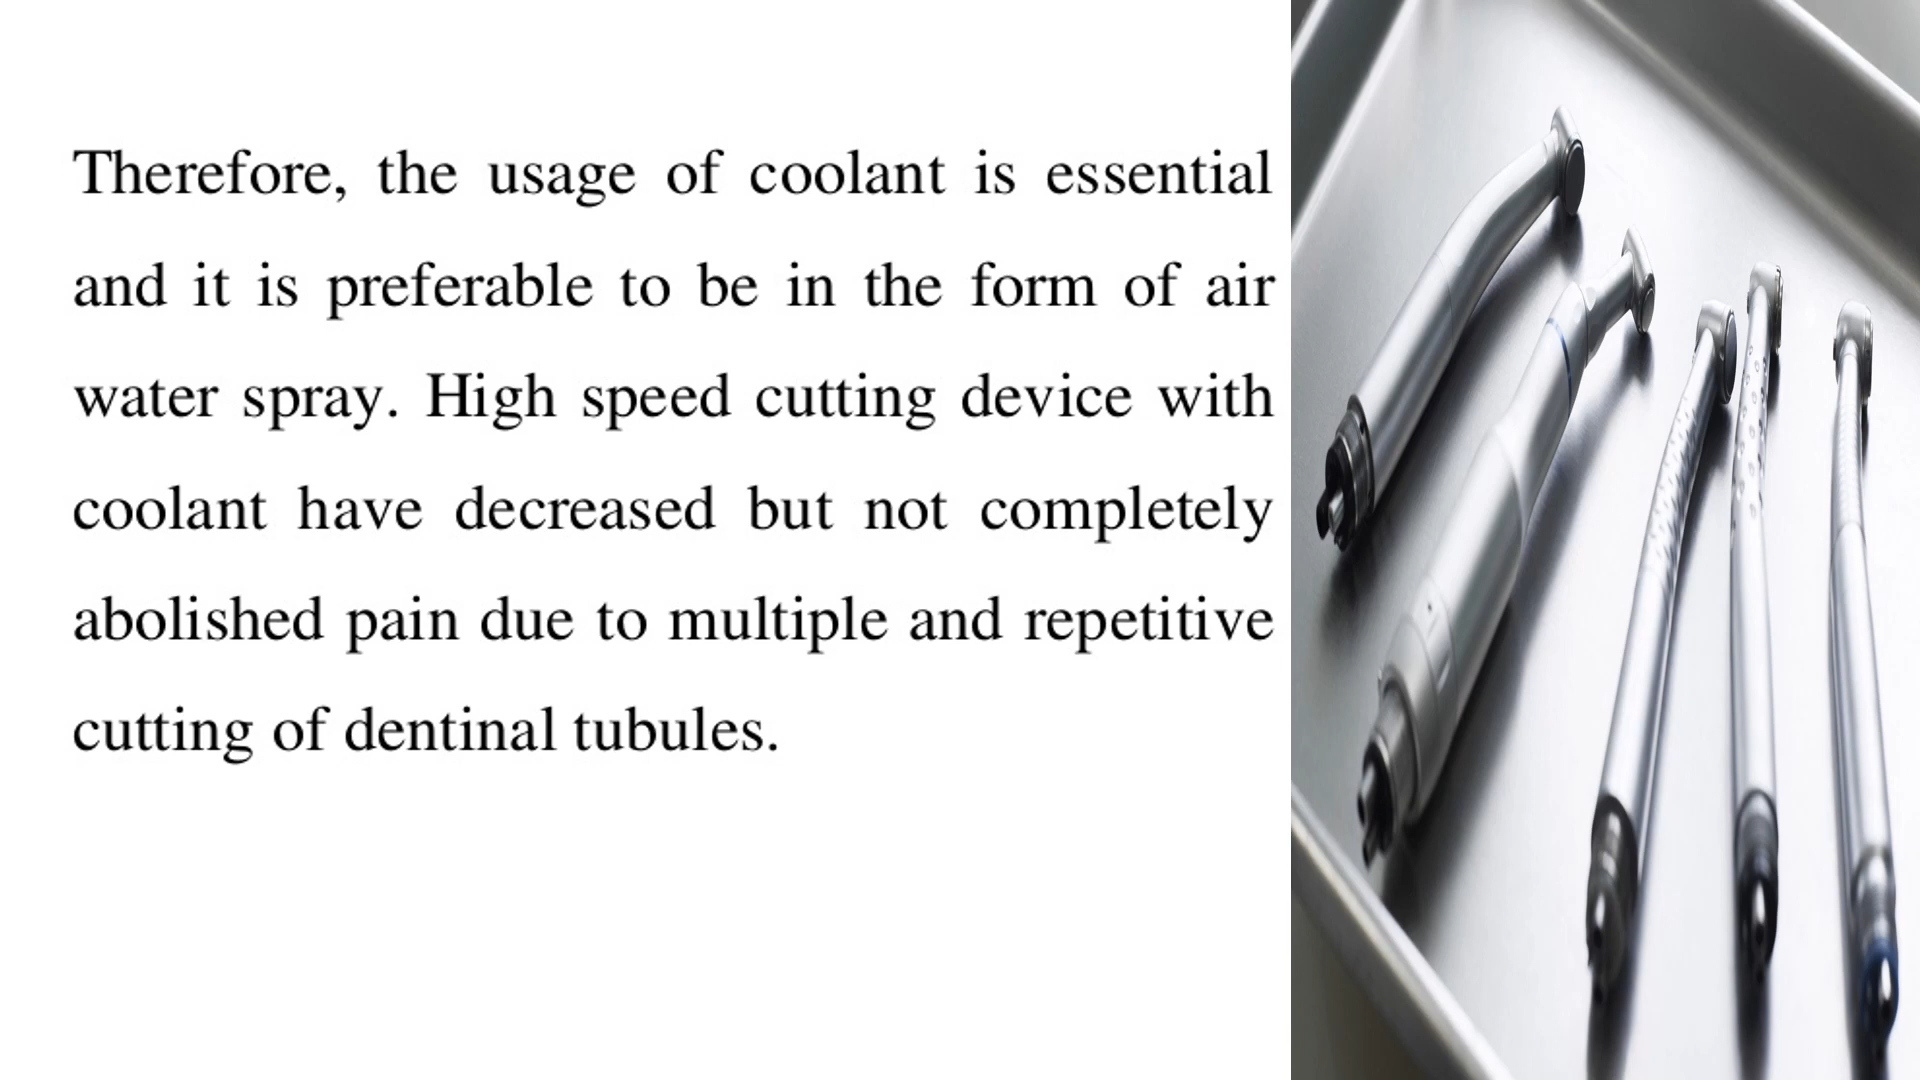 Therefore, the usage of coolant is essential
and it is preferable to be in the form of air
water spray. High speed cutting device with
coolant have decreased but not completely
abolished pain due to multiple and repetitive
cutting of dentinal tubules.